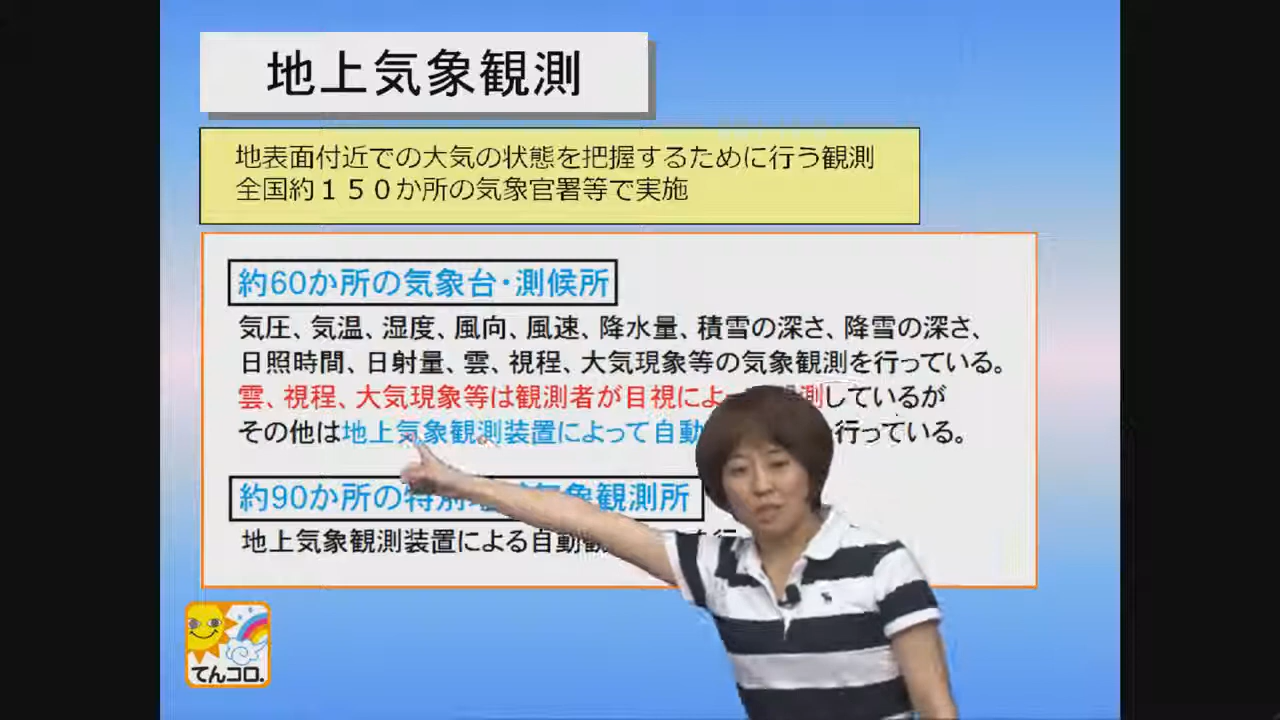 地上気象観測
地表面付近での大気の状態を把握するために行う観測
全国約１５０か所の気象官署等で実施
約60か所の気象台・測候所
気圧、気温、湿度、風向、風速、降水量、積雪の深さ、降雪の深さ、
日照時間、日射量、雲、視程、大気現象等の気象観測を行っている。
雲、視程、大気現象等は観測者が目視によっ 測しているが
その他は地上気象観測装置によって自動 行っている。
約90か所の特別地 気象観測所
地上気象観測装置による自動観 を行
てんコロ.